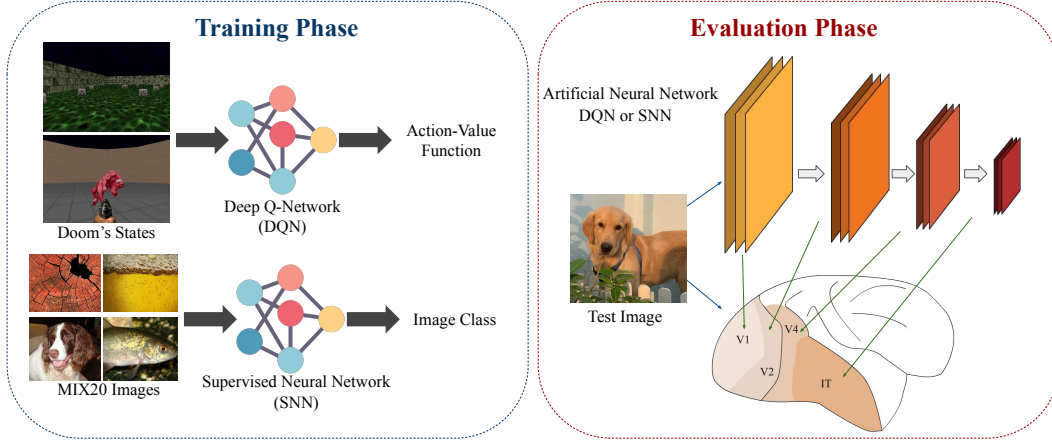 Training Phase
Doom's States
Deep Q-Network
(DQN)
Action-Value
Function
MIX20 Images
Supervised Neural Network
(SNN)
Image Class
Evaluation Phase
Artificial Neural Network
DQN or SNN
Test Image
V1
V2
V4
IT